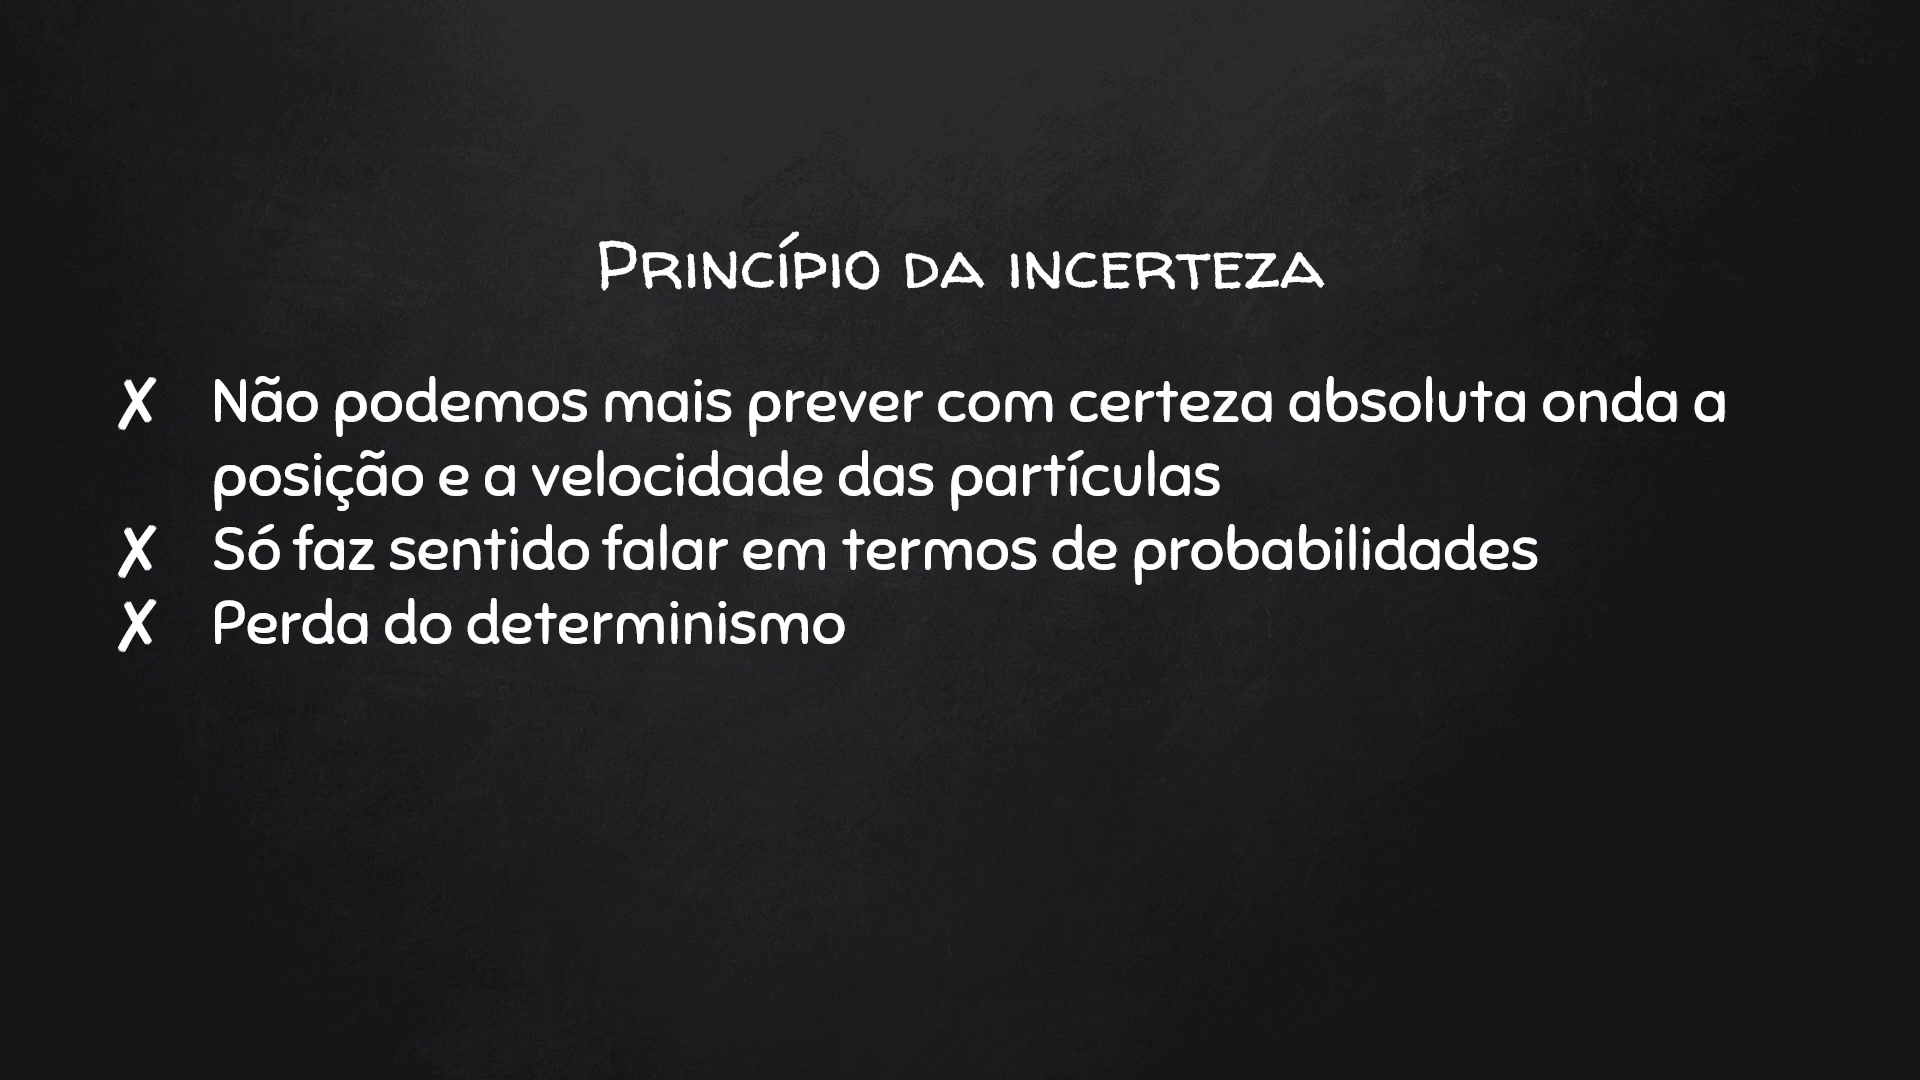 Princípio da incerteza
✗ Não podemos mais prever com certeza absoluta onda a
posição e a velocidade das partículas
✗ Só faz sentido falar em termos de probabilidades
✗ Perda do determinismo